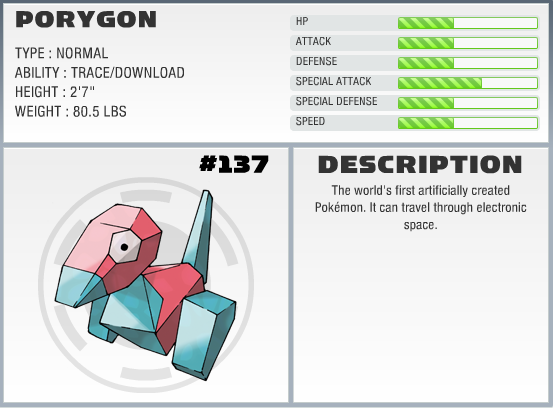 PORYGON
TYPE : NORMAL
ABILITY : TRACE/DOWNLOAD
HEIGHT : 2'7"
WEIGHT : 80.5 LBS
HP
ATTACK
DEFENSE
SPECIAL ATTACK
SPECIAL DEFENSE
SPEED
#137
DESCRIPTION
The world's first artificially created
Pokémon. It can travel through electronic
space.